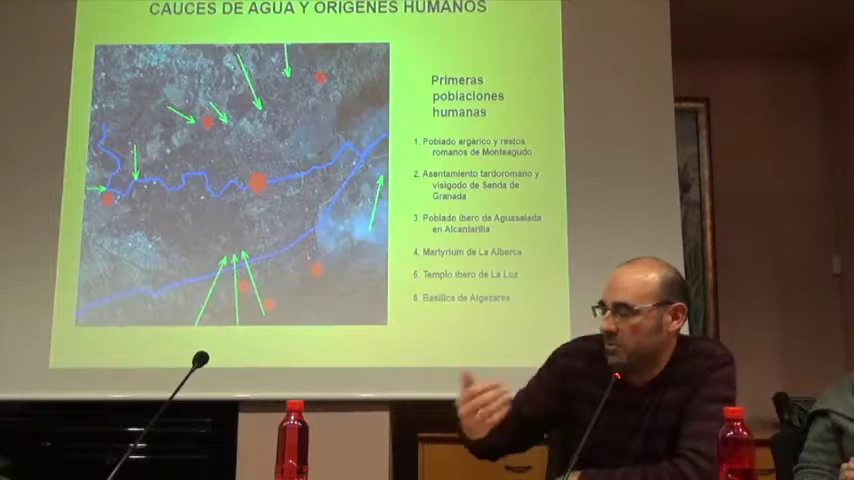 CAUCES DE AGUA Y ORÍGENES HUMANOS
Primeras
poblaciones
humanas
1. Poblado argárico y restos
romanos de Monteagudo
2. Asentamiento tardoromano y
visigodo de Senda de
Granada
3. Poblado íbero de Aguasalada
en Alcantarilla
4. Martyrium de La Alberca
5. Templo íbero de La Luz
6. Basílica de Algezares